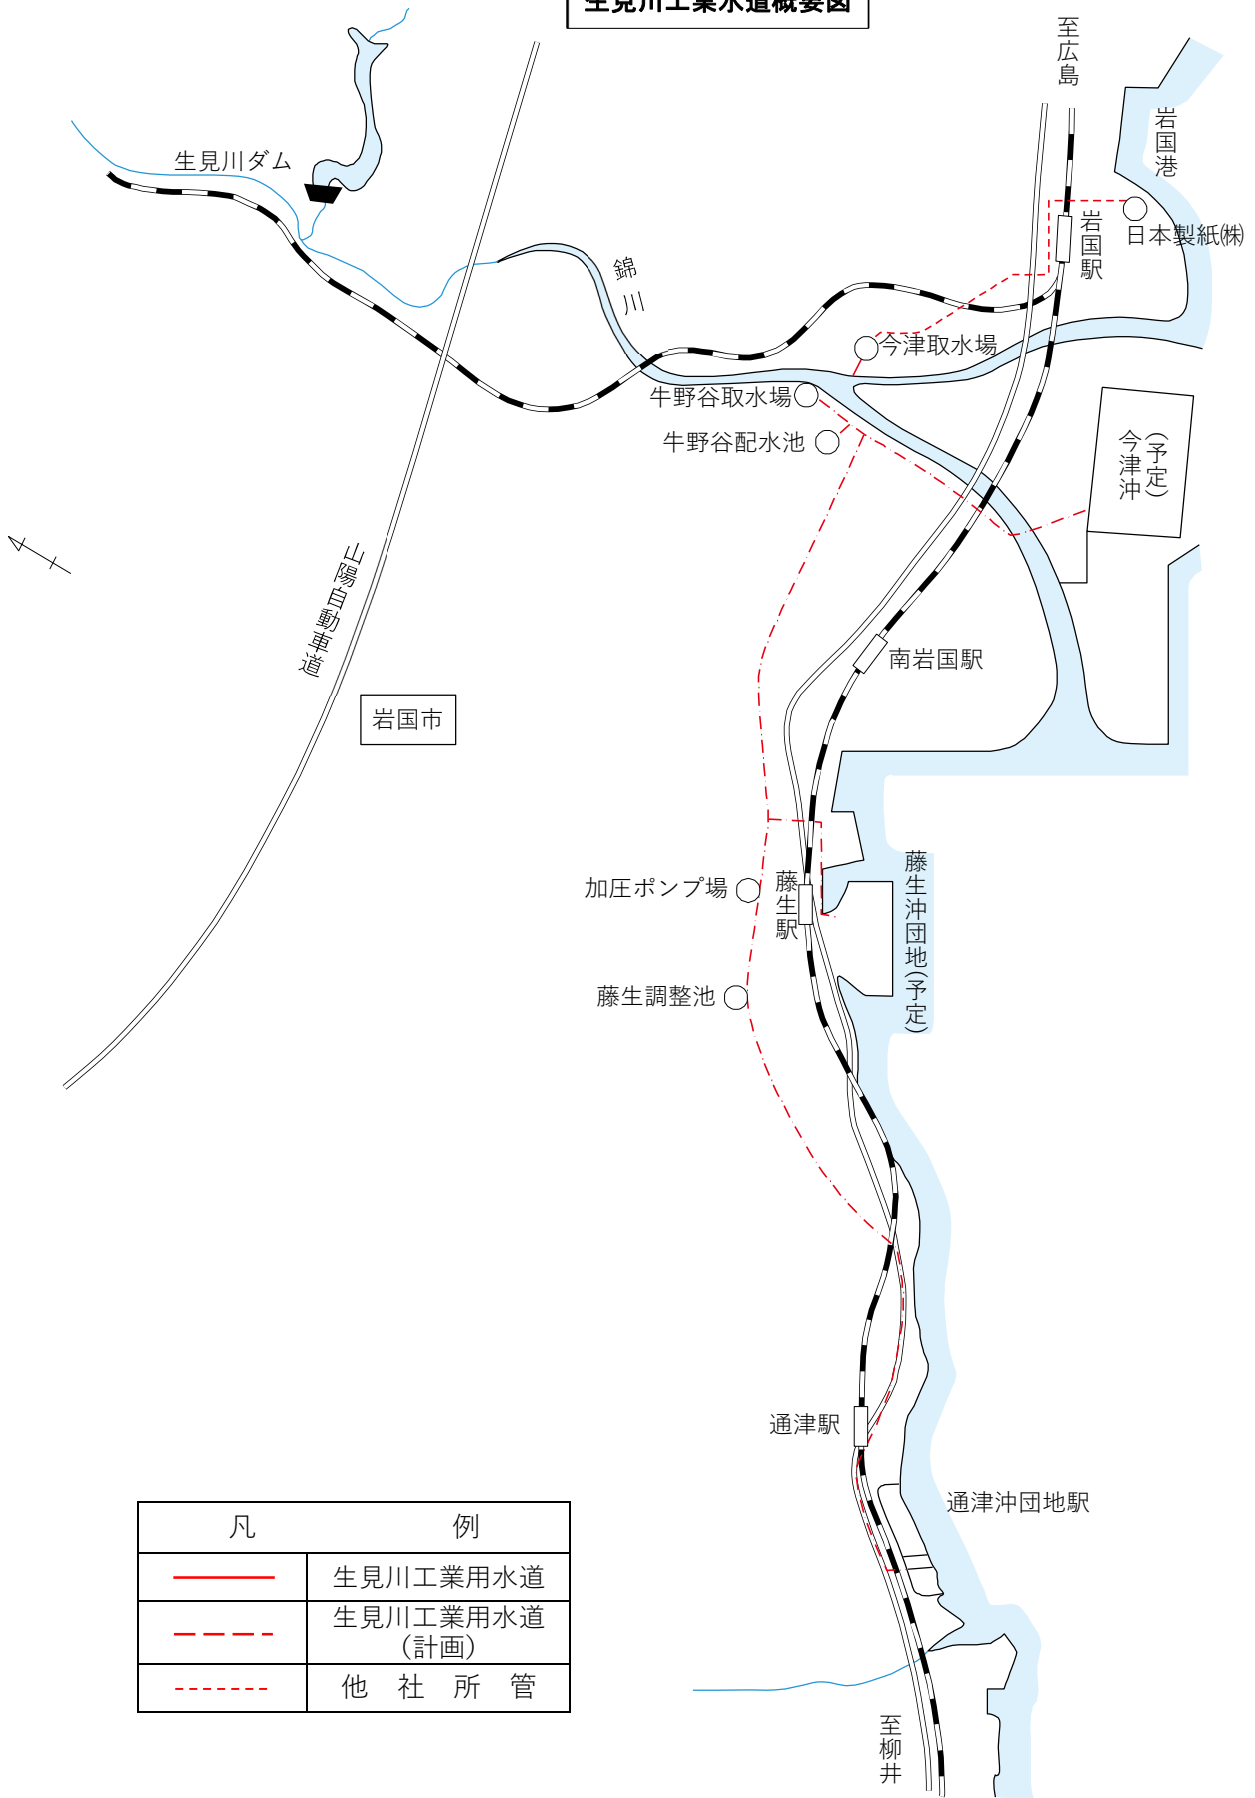 生見川工業水道概要図
至広島
岩国港
生見川ダム
岩国駅
日本製紙㈱
錦川
今津取水場
牛野谷取水場
牛野谷配水池
今津沖
(予定)
山陽自動車道
南岩国駅
岩国市
加圧ポンプ場
藤生駅
藤生沖団地(予定)
藤生調整池
通津駅
通津沖団地駅
凡 例
生見川工業用水道
生見川工業用水道
(計画)
他 社 所 管
至柳井